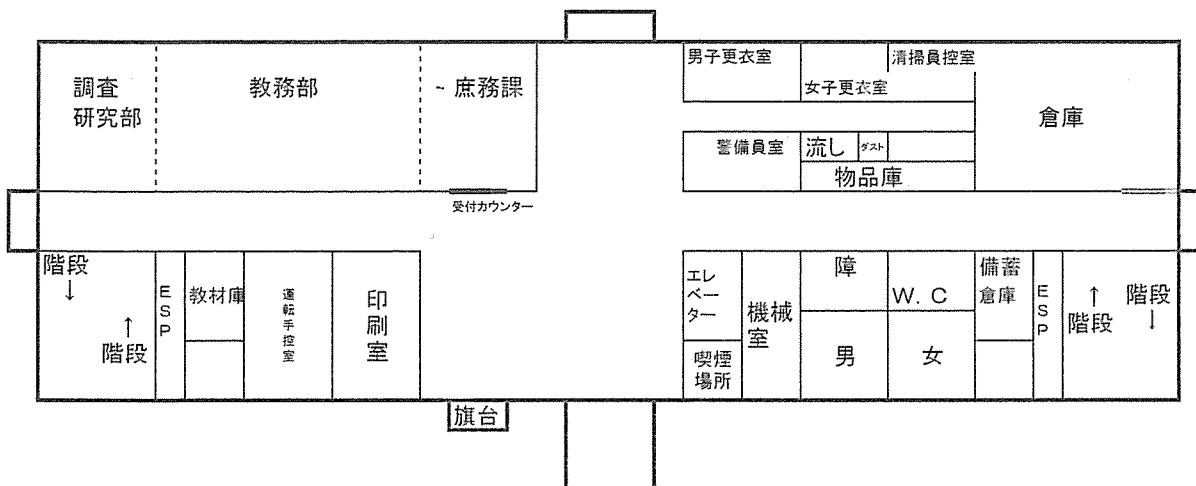 調査
研究部
教務部
庶務課
男子更衣室
女子更衣室
清掃員控室
倉庫
警備員室
流し
ダスト
物品庫
受付カウンター
階段
↓
↑
階段
ESP
教材庫
運転手控室
印刷室
エレ
ベー
ター
喫煙
場所
機械
室
障
W.C
男
女
備蓄
倉庫
ESP
↑
階段
階段
↓
旗台